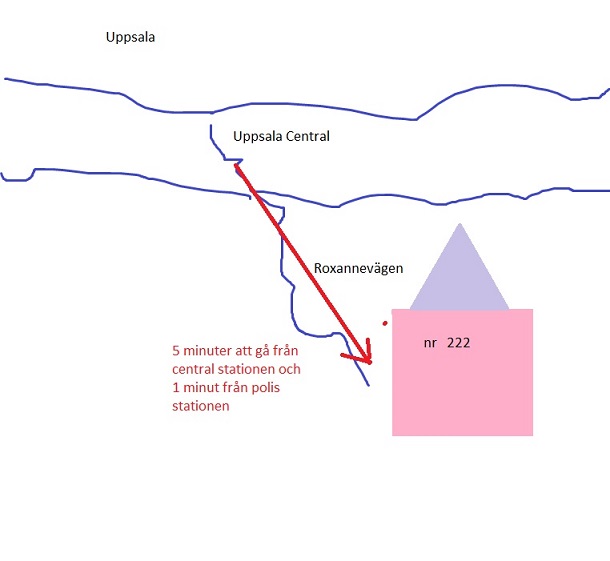 Uppsala
Uppsala Central
Roxannevägen
nr 222
5 minuter att gå från
central stationen och
1 minut från polis
stationen